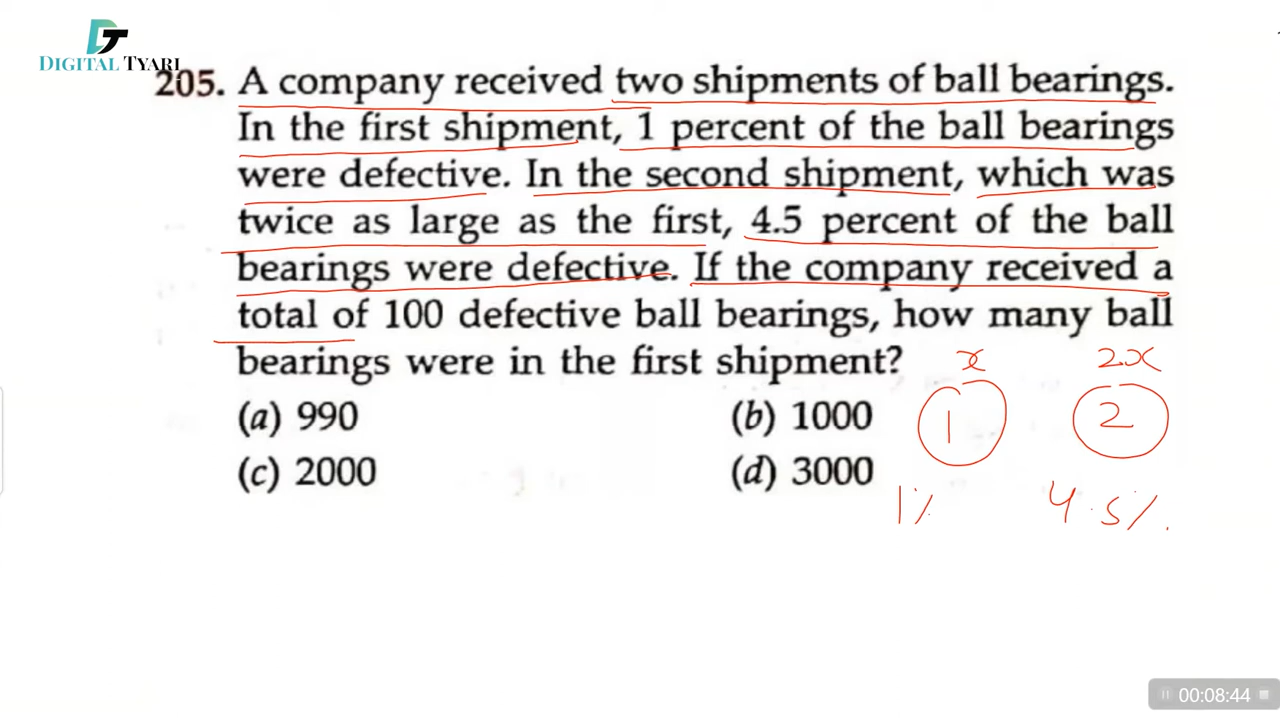 DIGITAL TYARI
205. A company received two shipments of ball bearings.
In the first shipment, 1 percent of the ball bearings
were defective. In the second shipment, which was
twice as large as the first, 4.5 percent of the ball
bearings were defective. If the company received a
total of 100 defective ball bearings, how many ball
bearings were in the first shipment?
x 2x
(a) 990 (b) 1000 1 2
(c) 2000 (d) 3000
1% 4.5%.
00:08:44